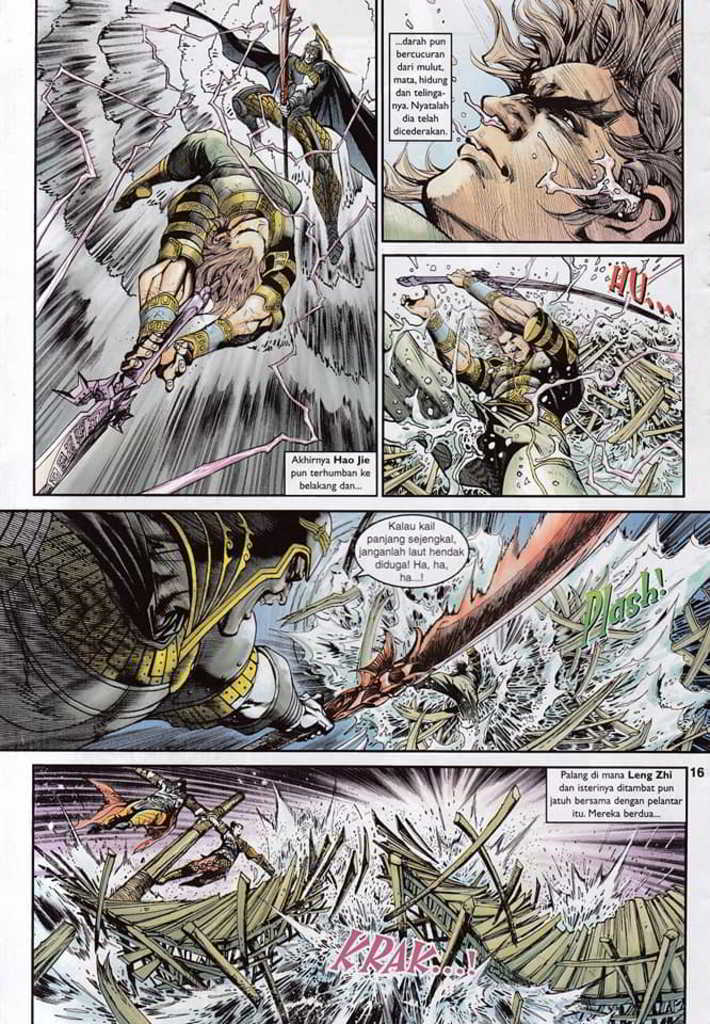 ...darah pun
bercucuran
dari mulut,
mata, hidung
dan telinga-
nya. Nyatalah
dia telah
dicederakan.
Akhirnya Hao Jie
pun terhumban ke
belakang dan...
HU...
Kalau kail
panjang sejengkal,
janganlah laut hendak
diduga! Ha, ha,
ha...!
Plash!
Palang di mana Leng Zhi
dan isterinya ditambat pun
jatuh bersama dengan pelantar
itu. Mereka berdua...
16
KRAK...!